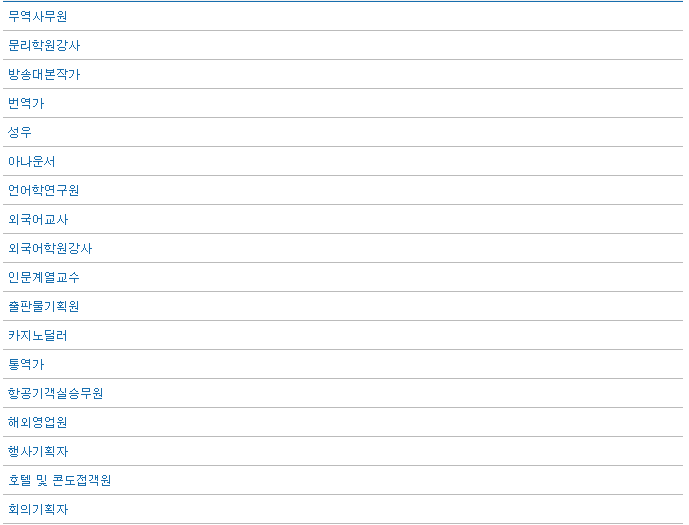 무역사무원
문리학원강사
방송대본작가
번역가
성우
아나운서
언어학연구원
외국어교사
외국어학원강사
인문계열교수
출판물기획원
카지노딜러
통역가
항공기객실승무원
해외영업원
행사기획자
호텔 및 콘도접객원
회의기획자